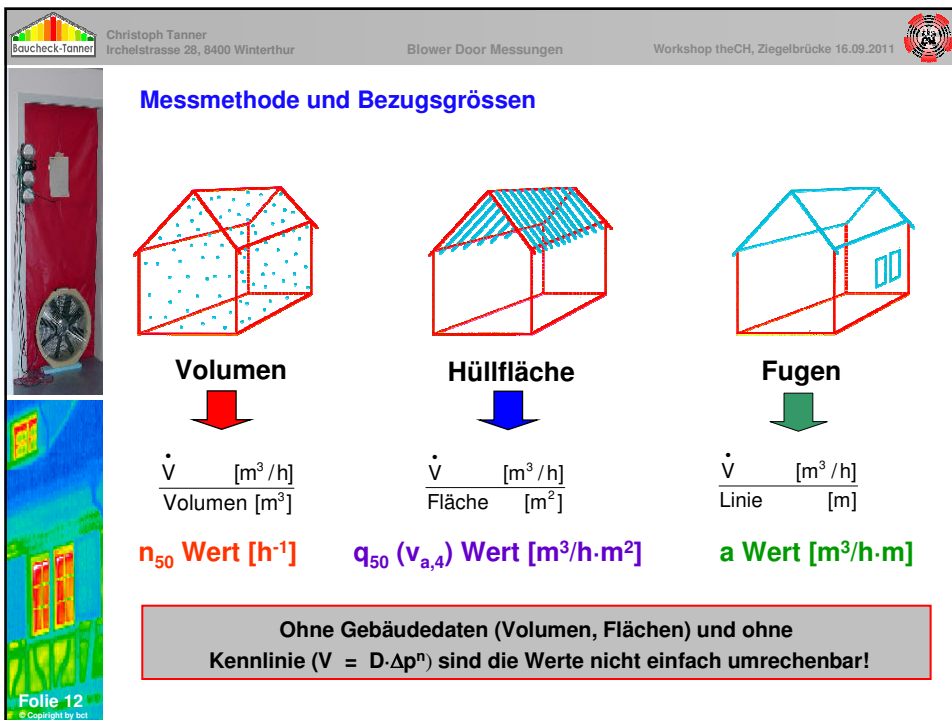 Baucheck-Tanner
Christoph Tanner
Irchelstrasse 28, 8400 Winterthur
Blower Door Messungen
Workshop theCH, Ziegelbrücke 16.09.2011
Messmethode und Bezugsgrössen
Volumen
Hüllfläche
Fugen
V̇ [m³/h]
Volumen [m³]
V̇ [m³/h]
Fläche [m²]
V̇ [m³/h]
Linie [m]
n₅₀ Wert [h⁻¹]
q₅₀ (vₐ,₄) Wert [m³/h·m²]
a Wert [m³/h·m]
Ohne Gebäudedaten (Volumen, Flächen) und ohne
Kennlinie (V = D·Δpⁿ) sind die Werte nicht einfach umrechenbar!
Folie 12
© Copiright by bct